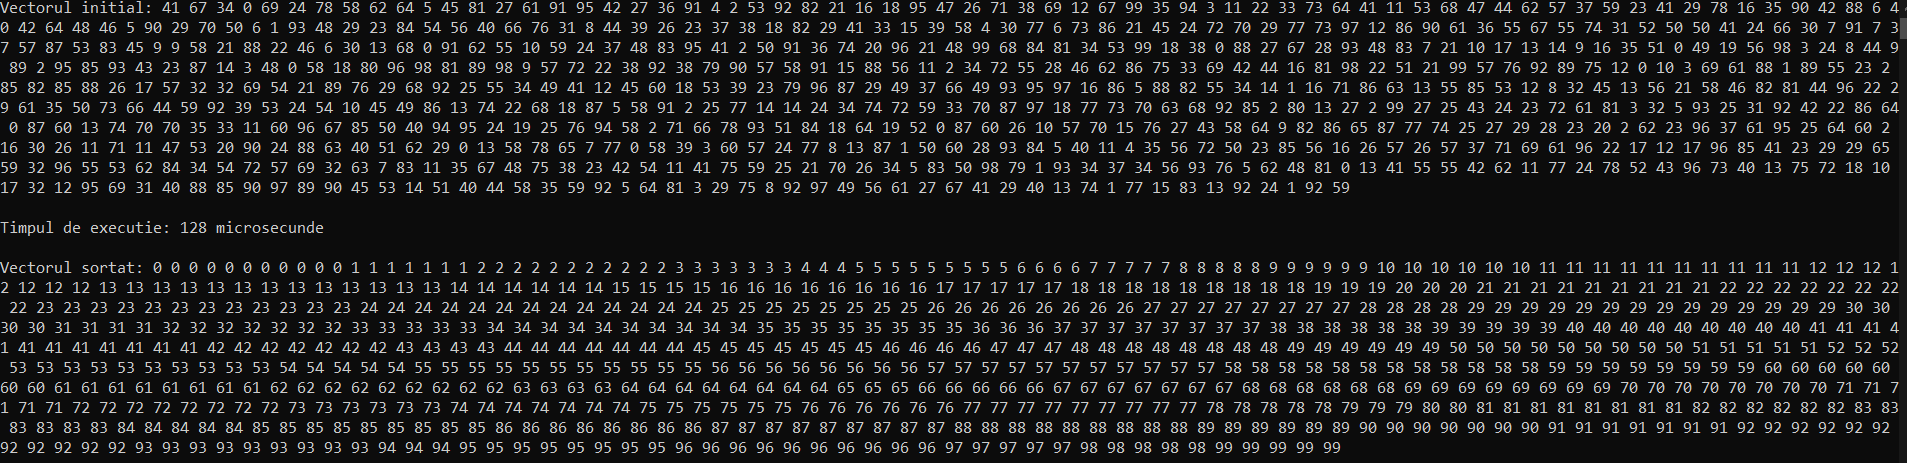 Vectorul initial: 41 67 34 0 69 24 78 58 62 64 5 45 81 27 61 91 95 42 27 36 91 4 2 53 92 82 21 16 18 95 47 26 71 38 69 12 67 99 35 94 3 11 22 33 73 64 41 11 53 68 47 44 62 57 37 59 23 41 29 78 16 35 90 42 88 6 4
0 42 64 48 46 5 90 29 70 50 6 1 93 48 29 23 84 54 56 40 66 76 31 8 44 39 26 23 37 38 18 82 29 41 33 15 39 58 4 30 77 6 73 86 21 45 24 72 70 29 77 73 97 12 86 90 61 36 55 67 55 74 31 52 50 50 41 24 66 30 7 91 7 3
7 57 87 53 83 45 9 9 58 21 88 22 46 6 30 13 68 0 91 62 55 10 59 24 37 48 83 95 41 2 50 91 36 74 20 96 21 48 99 68 84 81 34 53 99 18 38 0 88 27 67 28 93 48 83 7 21 10 17 13 14 9 16 35 51 0 49 19 56 98 3 24 8 44 9
 89 2 95 85 93 43 23 87 14 3 48 0 58 18 80 96 98 81 89 98 9 57 72 22 38 92 38 79 90 57 58 91 15 88 56 11 2 34 72 55 28 46 62 86 75 33 69 42 44 16 81 98 22 51 21 99 57 76 92 89 75 12 0 10 3 69 61 88 1 89 55 23 2
85 82 85 88 26 17 57 32 32 69 54 21 89 76 29 68 92 25 55 34 49 41 12 45 60 18 53 39 23 79 96 87 29 49 37 66 49 93 95 97 16 86 5 88 82 55 34 14 1 16 71 86 63 13 55 85 53 12 8 32 45 13 56 21 58 46 82 81 44 96 22 2
9 61 35 50 73 66 44 59 92 39 53 24 54 10 45 49 86 13 74 22 68 18 87 5 58 91 2 25 77 14 14 24 34 74 72 59 33 70 87 97 18 77 73 70 63 68 92 85 2 80 13 27 2 99 27 25 43 24 23 72 61 81 3 32 5 93 25 31 92 42 22 86 64
 0 87 60 13 74 70 70 35 33 11 60 96 67 85 50 40 94 95 24 19 25 76 94 58 2 71 66 78 93 51 84 18 64 19 52 0 87 60 26 10 57 70 15 76 27 43 58 64 9 82 86 65 87 77 74 25 27 29 28 23 20 2 62 23 96 37 61 95 25 64 60 2
16 30 26 11 71 11 47 53 20 90 24 88 63 40 51 62 29 0 13 58 78 65 7 77 0 58 39 3 60 57 24 77 8 13 87 1 50 60 28 93 84 5 40 11 4 35 56 72 50 23 85 56 16 26 57 26 57 37 71 69 61 96 22 17 12 17 96 85 41 23 29 29 65
59 32 96 55 53 62 84 34 54 72 57 69 32 63 7 83 11 35 67 48 75 38 23 42 54 11 41 75 59 25 21 70 26 34 5 83 50 98 79 1 93 34 37 34 56 93 76 5 62 48 81 0 13 41 55 55 42 62 11 77 24 78 52 43 96 73 40 13 75 72 18 10
17 32 12 95 69 31 40 88 85 90 97 89 90 45 53 14 51 40 44 58 35 59 92 5 64 81 3 29 75 8 92 97 49 56 61 27 67 41 29 40 13 74 1 77 15 83 13 92 24 1 92 59
Timpul de executie: 128 microsecunde
Vectorul sortat: 0 0 0 0 0 0 0 0 0 0 0 1 1 1 1 1 1 1 2 2 2 2 2 2 2 2 2 2 2 3 3 3 3 3 3 3 4 4 4 5 5 5 5 5 5 5 5 5 6 6 6 6 7 7 7 7 7 8 8 8 8 8 9 9 9 9 9 9 10 10 10 10 10 10 11 11 11 11 11 11 11 11 11 11 12 12 12 1
2 12 12 12 13 13 13 13 13 13 13 13 13 13 13 13 13 14 14 14 14 14 14 15 15 15 15 16 16 16 16 16 16 16 16 17 17 17 17 17 18 18 18 18 18 18 18 18 18 19 19 19 20 20 20 21 21 21 21 21 21 21 21 21 22 22 22 22 22 22 22
 22 23 23 23 23 23 23 23 23 23 23 23 23 24 24 24 24 24 24 24 24 24 24 24 24 24 25 25 25 25 25 25 25 25 26 26 26 26 26 26 26 26 27 27 27 27 27 27 27 27 28 28 28 28 29 29 29 29 29 29 29 29 29 29 29 29 29 29 30 30
30 30 31 31 31 31 32 32 32 32 32 32 32 33 33 33 33 33 34 34 34 34 34 34 34 34 34 34 35 35 35 35 35 35 35 35 36 36 36 37 37 37 37 37 37 37 37 38 38 38 38 38 38 39 39 39 39 39 40 40 40 40 40 40 40 40 40 41 41 41 4
1 41 41 41 41 41 41 41 42 42 42 42 42 42 42 43 43 43 43 44 44 44 44 44 44 44 45 45 45 45 45 45 45 46 46 46 46 47 47 47 48 48 48 48 48 48 48 48 49 49 49 49 49 49 50 50 50 50 50 50 50 50 50 51 51 51 51 51 52 52 52
 53 53 53 53 53 53 53 53 53 53 54 54 54 54 54 55 55 55 55 55 55 55 55 55 55 55 56 56 56 56 56 56 56 56 57 57 57 57 57 57 57 57 57 57 57 58 58 58 58 58 58 58 58 58 58 58 58 59 59 59 59 59 59 59 59 60 60 60 60 60
60 60 61 61 61 61 61 61 61 61 62 62 62 62 62 62 62 62 62 63 63 63 63 64 64 64 64 64 64 64 64 65 65 65 66 66 66 66 66 67 67 67 67 67 67 67 68 68 68 68 68 68 69 69 69 69 69 69 69 69 70 70 70 70 70 70 70 70 71 71 7
1 71 71 72 72 72 72 72 72 72 72 73 73 73 73 73 73 74 74 74 74 74 74 74 75 75 75 75 75 75 76 76 76 76 76 76 77 77 77 77 77 77 77 77 77 78 78 78 78 78 79 79 79 80 80 81 81 81 81 81 81 81 81 82 82 82 82 82 82 83 83
 83 83 83 83 84 84 84 84 84 85 85 85 85 85 85 85 85 85 86 86 86 86 86 86 86 86 87 87 87 87 87 87 87 87 87 88 88 88 88 88 88 88 88 88 89 89 89 89 89 89 89 90 90 90 90 90 90 90 91 91 91 91 91 91 91 92 92 92 92 92 92
92 92 92 92 92 93 93 93 93 93 93 93 93 93 94 94 94 95 95 95 95 95 95 95 95 96 96 96 96 96 96 96 96 96 96 97 97 97 97 97 98 98 98 98 98 99 99 99 99 99